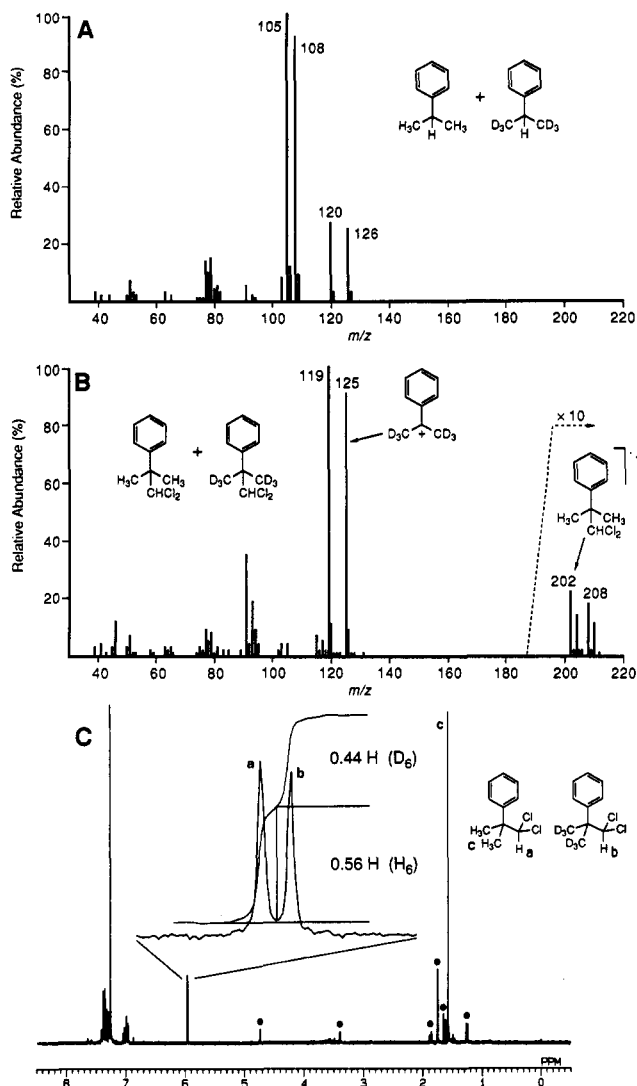 A
Relative Abundance (%)
100
80
60
40
20
105
108
120
126
H₃C H CH₃
+
D₃C H CD₃
40 60 80 100 120 140 160 180 200 220
m/z
B
Relative Abundance (%)
100
80
60
40
20
119
125
D₃C + CD₃
H₃C CH₃
CHCl₂
+
D₃C CD₃
CHCl₂
× 10
H₃C CH₃
CHCl₂
202
208
40 60 80 100 120 140 160 180 200 220
m/z
C
a
b
0.44 H (D₆)
0.56 H (H₆)
c
H₃C Cl
H₃C Cl
c H a
D₃C Cl
D₃C Cl
H b
PPM
8 7 6 5 4 3 2 1 0